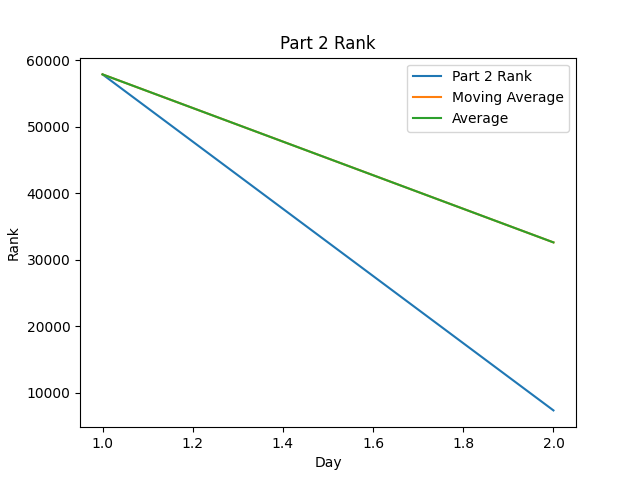 Part 2 Rank
60000
50000
40000
30000
20000
10000
Rank
Part 2 Rank
Moving Average
Average
1.0 1.2 1.4 1.6 1.8 2.0
Day